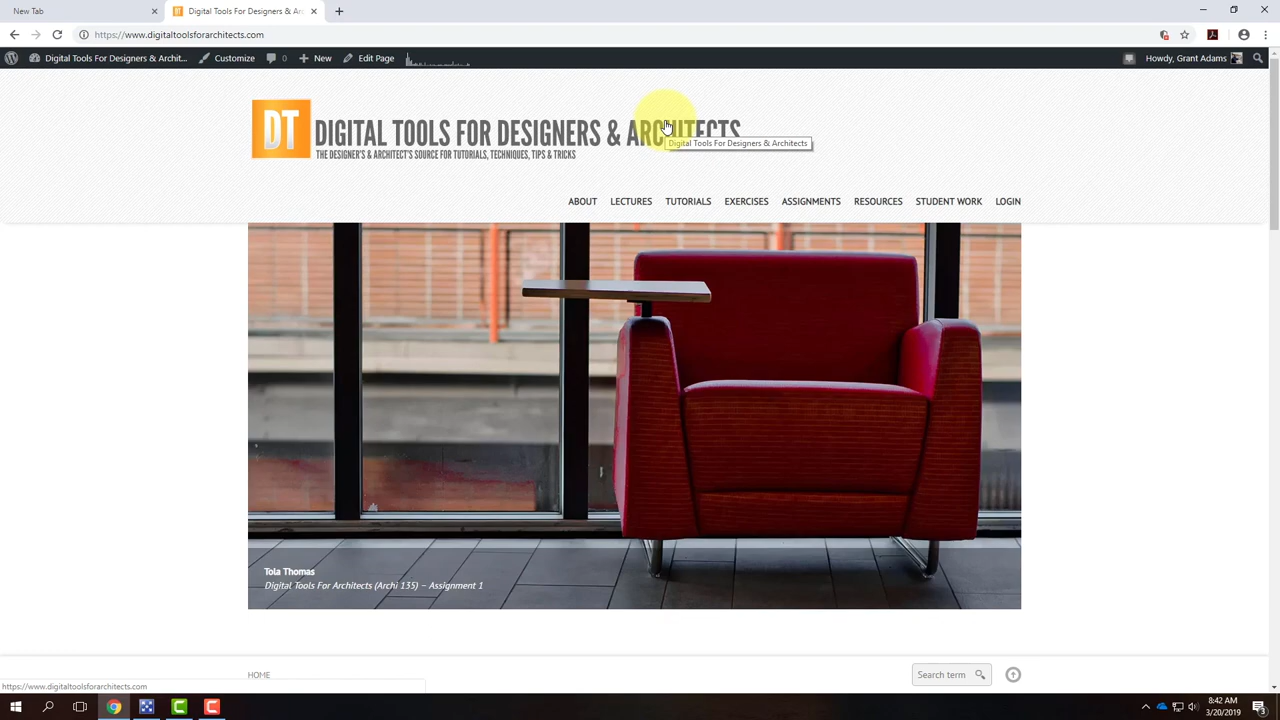 New Tab
Digital Tools For Designers & Ar
https://www.digitaltoolsforarchitects.com
Digital Tools For Designers & Archit... Customize 0 New Edit Page Howdy, Grant Adams
DT DIGITAL TOOLS FOR DESIGNERS & ARCHITECTS
THE DESIGNER'S & ARCHITECT'S SOURCE FOR TUTORIALS, TECHNIQUES, TIPS & TRICKS
Digital Tools For Designers & Architects
ABOUT LECTURES TUTORIALS EXERCISES ASSIGNMENTS RESOURCES STUDENT WORK LOGIN
Tola Thomas
Digital Tools For Architects (Archi 135) – Assignment 1
HOME
Search term
https://www.digitaltoolsforarchitects.com
8:42 AM
3/20/2019
3